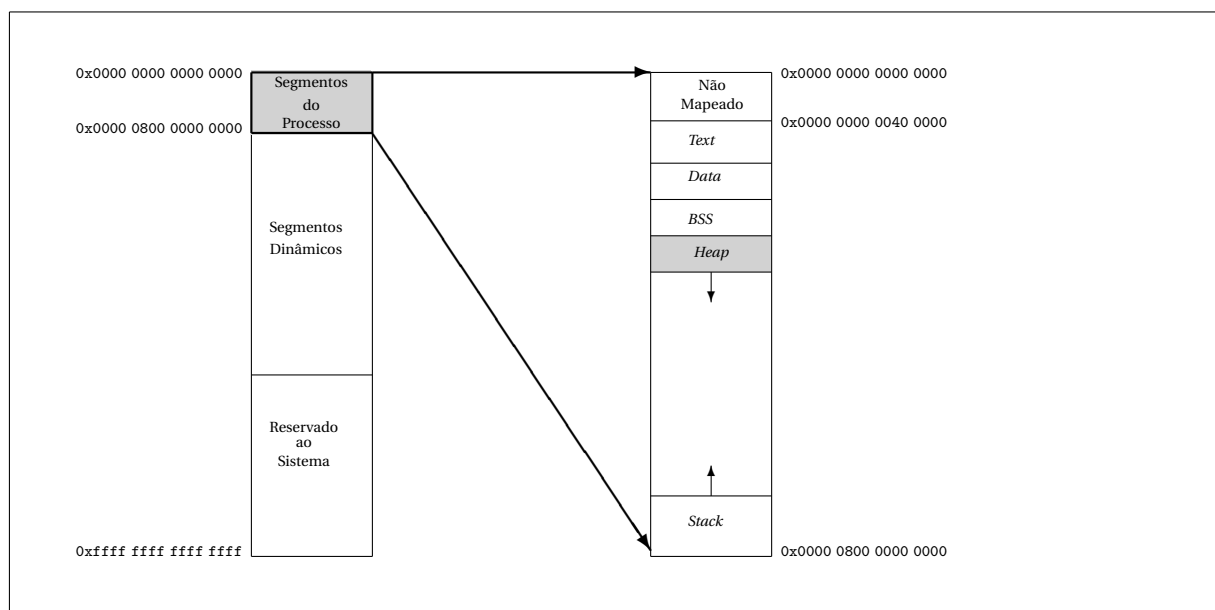 0x0000 0000 0000 0000
Segmentos
do
Processo
0x0000 0800 0000 0000
Segmentos
Dinâmicos
Reservado
ao
Sistema
0xffff ffff ffff ffff
Não
Mapeado
0x0000 0000 0000 0000
0x0000 0000 0040 0000
Text
Data
BSS
Heap
Stack
0x0000 0800 0000 0000